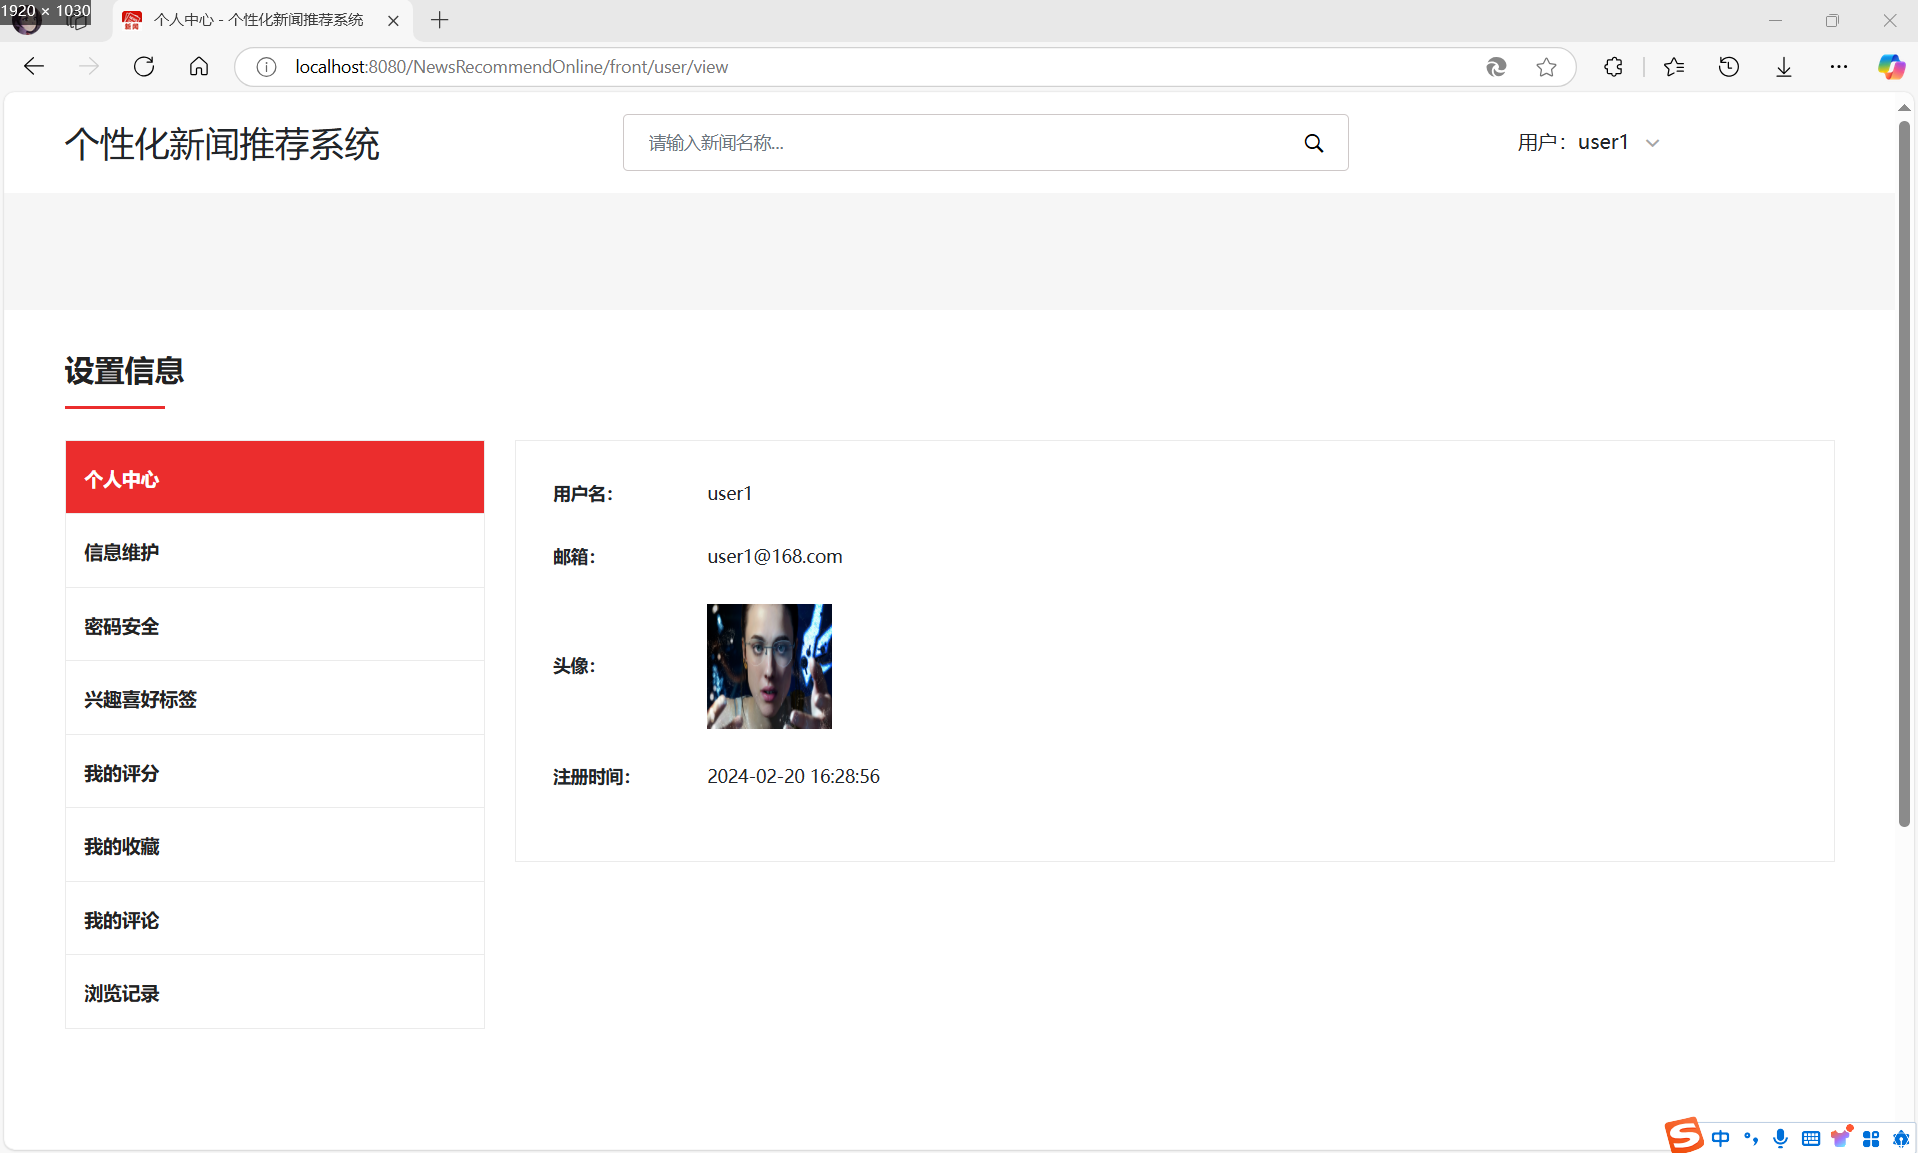 1920 × 1030
个人中心 - 个性化新闻推荐系统
localhost:8080/NewsRecommendOnline/front/user/view
个性化新闻推荐系统
请输入新闻名称...
用户：user1
设置信息
个人中心
信息维护
密码安全
兴趣喜好标签
我的评分
我的收藏
我的评论
浏览记录
用户名： user1
邮箱： user1@168.com
头像：
注册时间： 2024-02-20 16:28:56
中